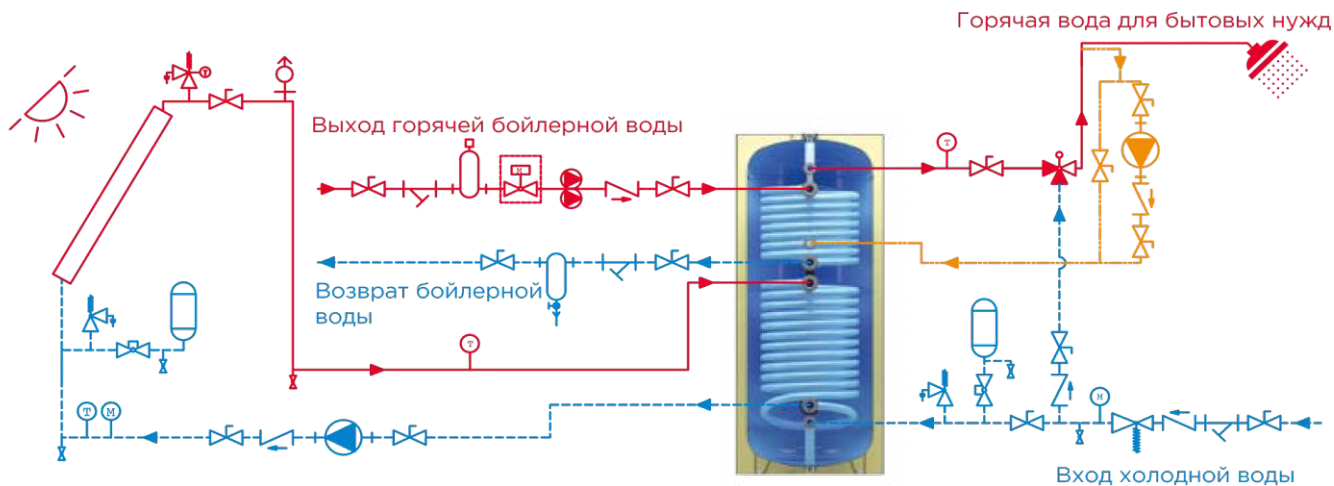 Горячая вода для бытовых нужд
T
Выход горячей бойлерной воды
T
M
Возврат бойлерной
воды
T
T M
M
Вход холодной воды